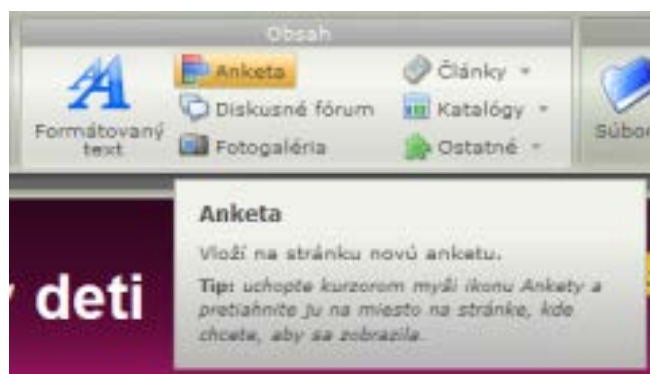 Obsah
Formátovaný
text
Anketa
Diskusné fórum
Fotogaléria
Články
Katalógy
Ostatné
Anketa
Vloží na stránku novú anketu.
Tip: uchopte kurzorom myši ikonu Ankety a
pretiahnite ju na miesto na stránke, kde
chcete, aby sa zobrazila.
deti